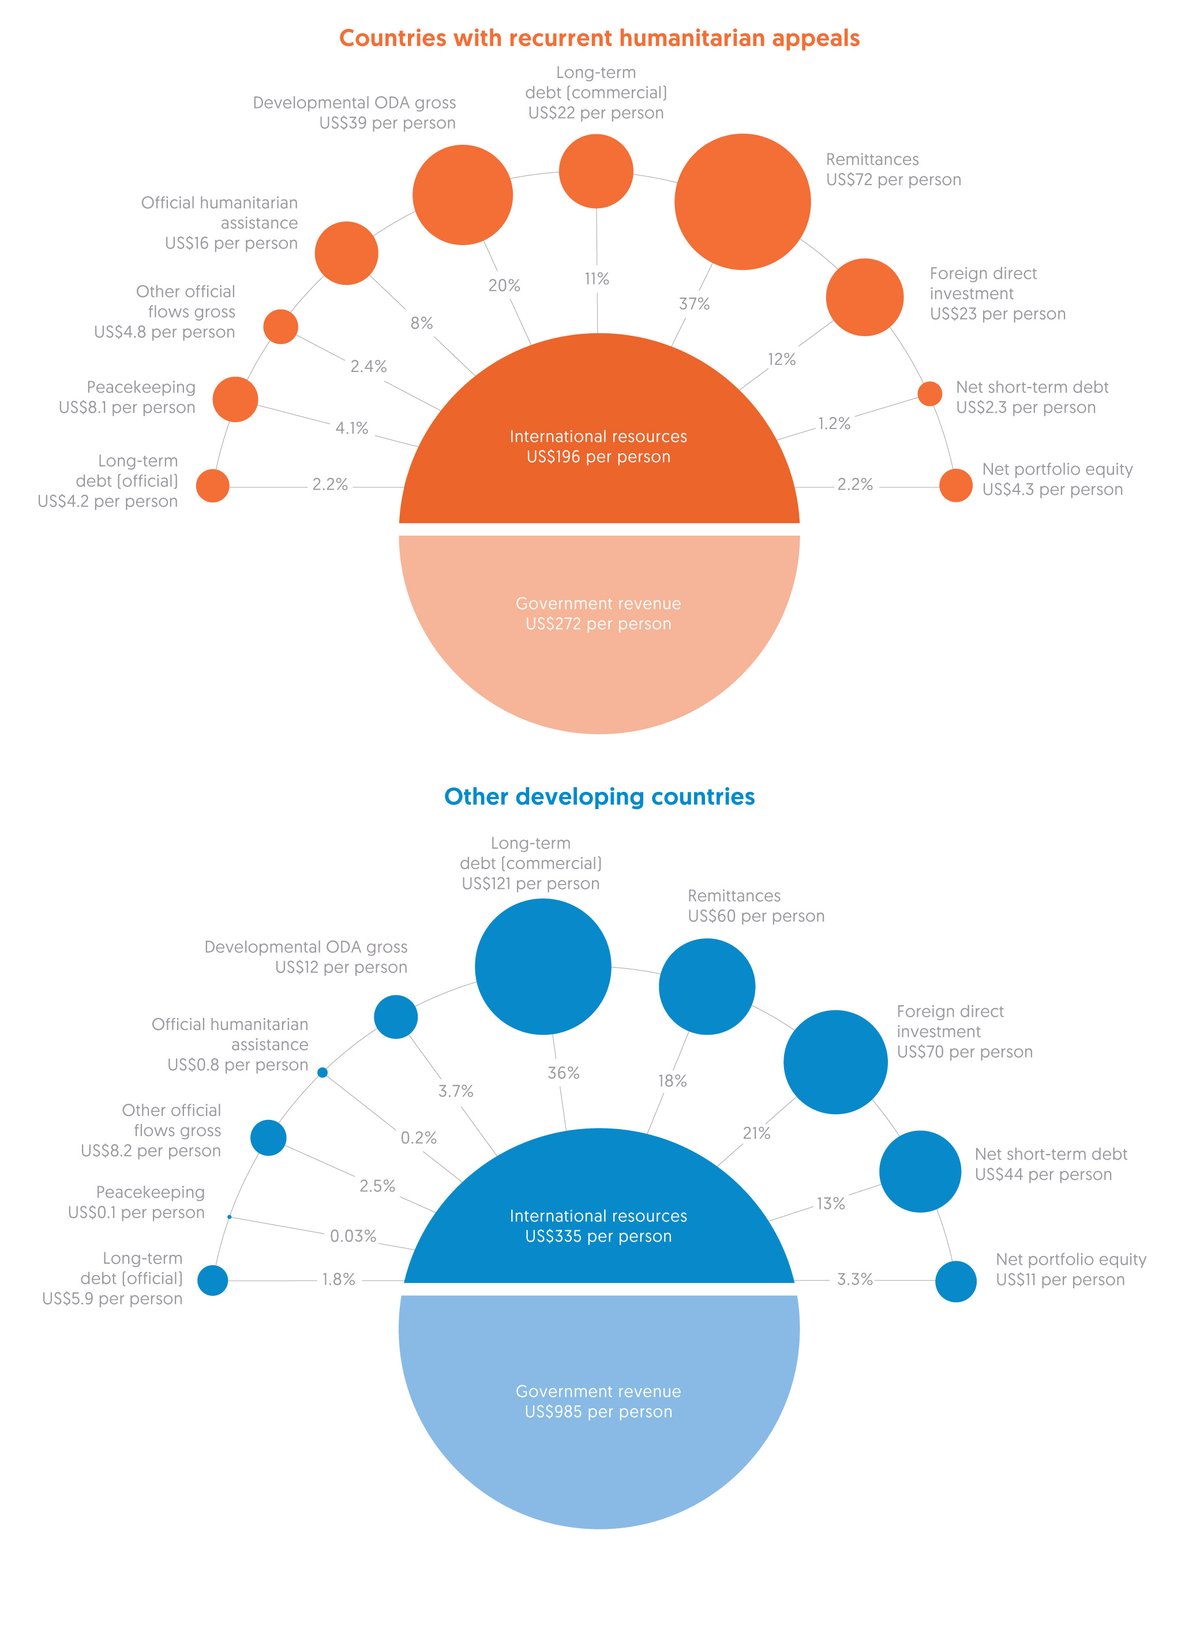 Countries with recurrent humanitarian appeals
Long-term
debt (commercial)
US$22 per person
Developmental ODA gross
US$39 per person
Remittances
US$72 per person
Official humanitarian
assistance
US$16 per person
Foreign direct
investment
US$23 per person
Other official
flows gross
US$4.8 per person
20%
11%
37%
8%
12%
2.4%
Peacekeeping
US$8.1 per person
Net short-term debt
US$2.3 per person
4.1%
1.2%
International resources
US$196 per person
Long-term
debt (official)
US$4.2 per person
2.2%
2.2%
Net portfolio equity
US$4.3 per person
Government revenue
US$272 per person
Other developing countries
Long-term
debt (commercial)
US$121 per person
Remittances
US$60 per person
Developmental ODA gross
US$12 per person
Official humanitarian
assistance
US$0.8 per person
Foreign direct
investment
US$70 per person
3.7%
36%
18%
Other official
flows gross
US$8.2 per person
0.2%
21%
Net short-term debt
US$44 per person
2.5%
13%
Peacekeeping
US$0.1 per person
0.03%
International resources
US$335 per person
Long-term
debt (official)
US$5.9 per person
1.8%
3.3%
Net portfolio equity
US$11 per person
Government revenue
US$985 per person